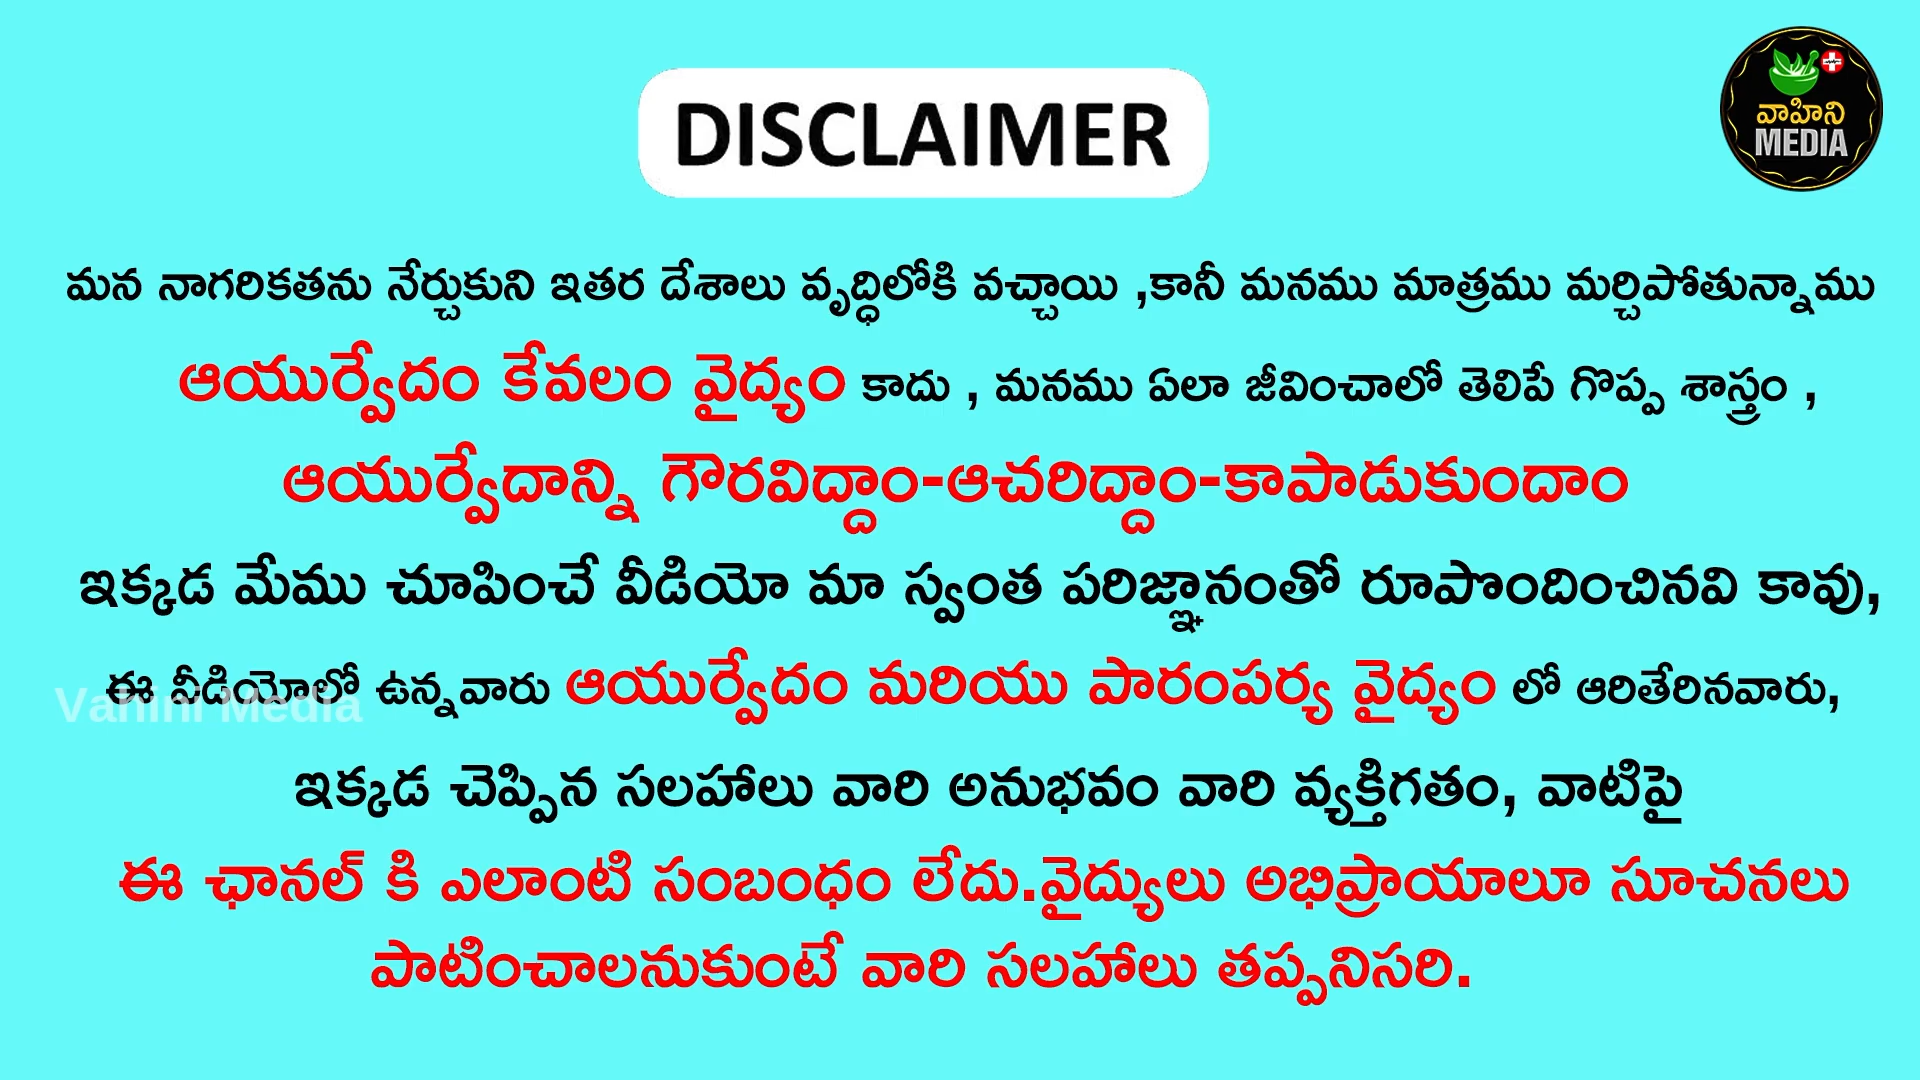 DISCLAIMER
వాహిని
MEDIA
మన నాగరికతను నేర్చుకుని ఇతర దేశాలు వృద్ధిలోకి వచ్చాయి ,కానీ మనము మాత్రము మర్చిపోతున్నాము
ఆయుర్వేదం కేవలం వైద్యం కాదు , మనము ఏలా జీవించాలో తెలిపే గొప్ప శాస్త్రం ,
ఆయుర్వేదాన్ని గౌరవిద్దాం-ఆచరిద్దాం-కాపాడుకుందాం
ఇక్కడ మేము చూపించే వీడియో మా స్వంత పరిజ్ఞానంతో రూపొందించినవి కావు,
ఈ వీడియోలో ఉన్నవారు ఆయుర్వేదం మరియు పారంపర్య వైద్యం లో ఆరితేరినవారు,
Vahini Media
ఇక్కడ చెప్పిన సలహాలు వారి అనుభవం వారి వ్యక్తిగతం, వాటిపై
ఈ ఛానల్ కి ఎలాంటి సంబంధం లేదు.వైద్యులు అభిప్రాయాలూ సూచనలు
పాటించాలనుకుంటే వారి సలహాలు తప్పనిసరి.